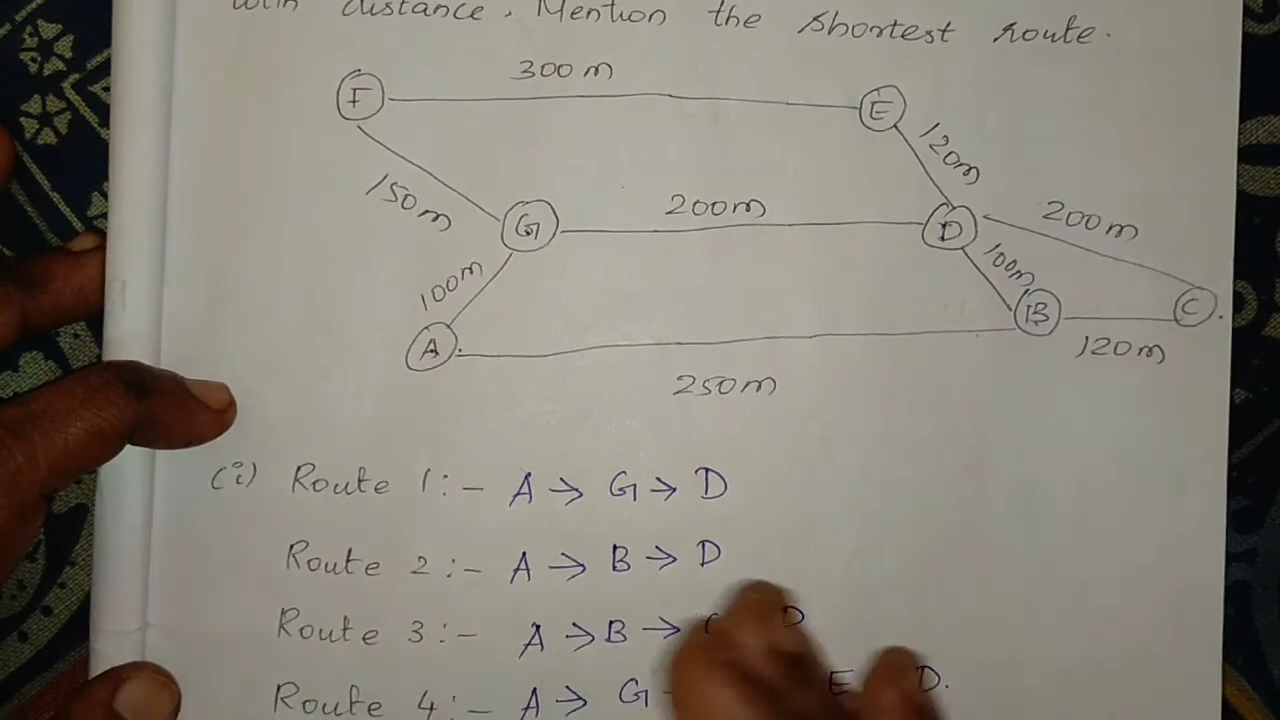 with distance. Mention the shortest route.
300 m
F
E
120m
150m
200m
G
D
200m
100m
100m
B
C
A
120m
250m
(i) Route 1:- A → G → D
Route 2:- A → B → D
Route 3:- A → B → D
Route 4:- A → G E D.